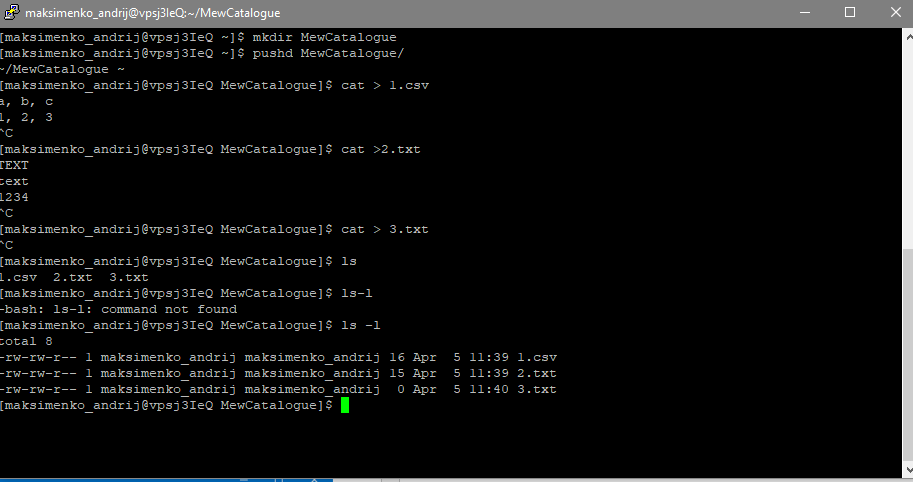 maksimenko_andrij@vpsj3leQ:~/MewCatalogue
[maksimenko_andrij@vpsj3IeQ ~]$ mkdir MewCatalogue
[maksimenko_andrij@vpsj3IeQ ~]$ pushd MewCatalogue/
~/MewCatalogue ~
[maksimenko_andrij@vpsj3IeQ MewCatalogue]$ cat > 1.csv
a, b, c
1, 2, 3
^C
[maksimenko_andrij@vpsj3IeQ MewCatalogue]$ cat >2.txt
TEXT
text
1234
^C
[maksimenko_andrij@vpsj3IeQ MewCatalogue]$ cat > 3.txt
^C
[maksimenko_andrij@vpsj3IeQ MewCatalogue]$ ls
1.csv  2.txt  3.txt
[maksimenko_andrij@vpsj3IeQ MewCatalogue]$ ls-l
-bash: ls-l: command not found
[maksimenko_andrij@vpsj3IeQ MewCatalogue]$ ls -l
total 8
-rw-rw-r-- 1 maksimenko_andrij maksimenko_andrij 16 Apr  5 11:39 1.csv
-rw-rw-r-- 1 maksimenko_andrij maksimenko_andrij 15 Apr  5 11:39 2.txt
-rw-rw-r-- 1 maksimenko_andrij maksimenko_andrij  0 Apr  5 11:40 3.txt
[maksimenko_andrij@vpsj3IeQ MewCatalogue]$